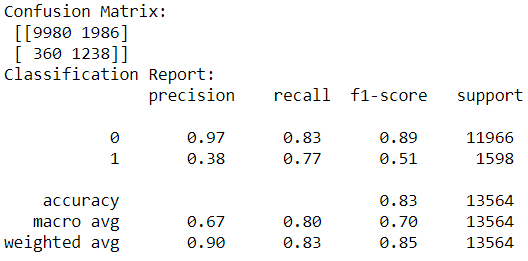 Confusion Matrix:
[[9980 1986]
[ 360 1238]]
Classification Report:
precision recall f1-score support
0 0.97 0.83 0.89 11966
1 0.38 0.77 0.51 1598
accuracy 0.83 13564
macro avg 0.67 0.80 0.70 13564
weighted avg 0.90 0.83 0.85 13564